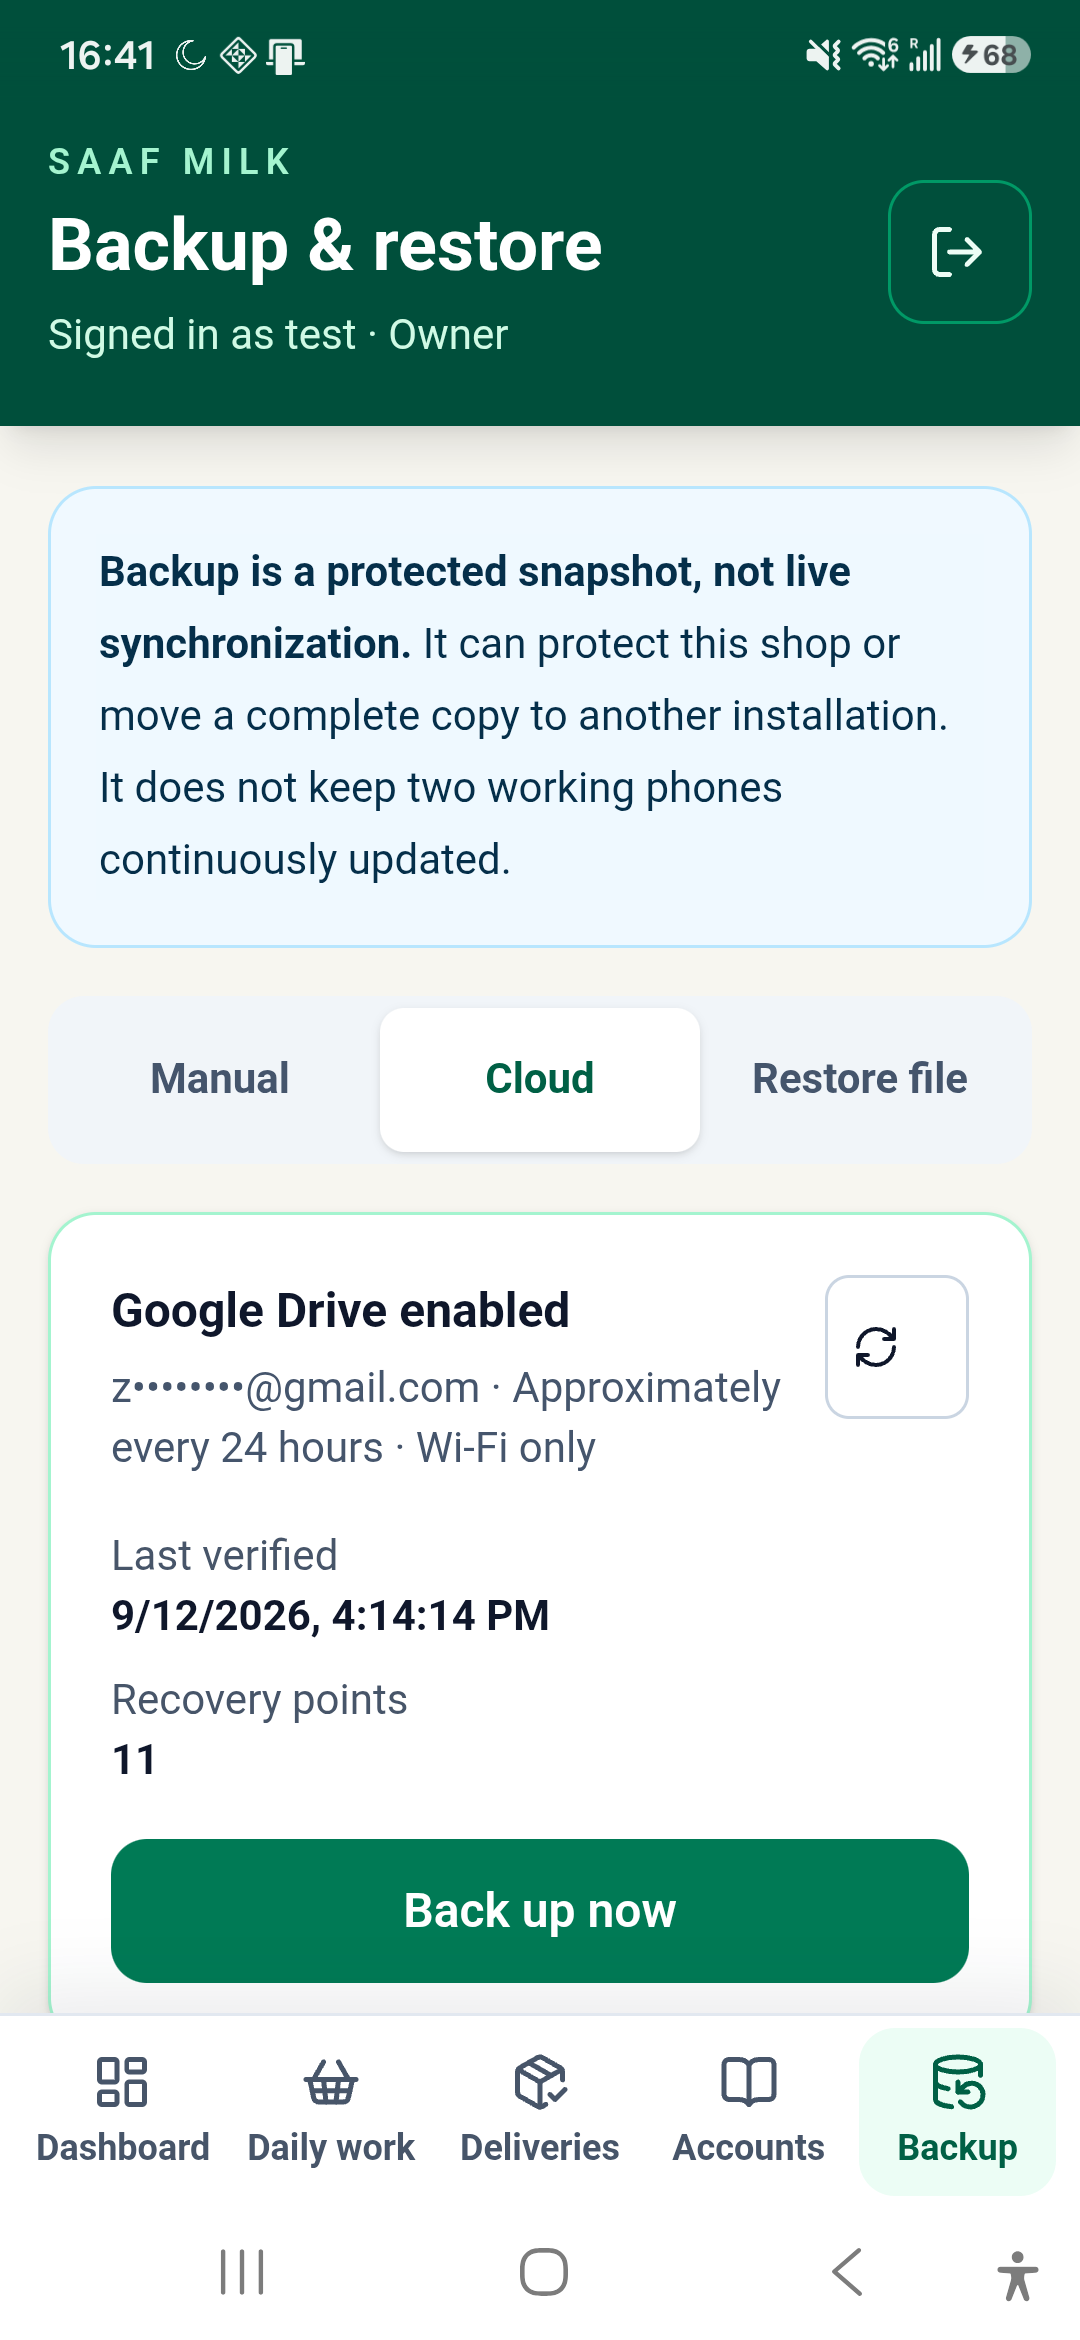 16:41
6
R
68
SAAF MILK
Backup & restore
Signed in as test · Owner
Backup is a protected snapshot, not live
synchronization. It can protect this shop or
move a complete copy to another installation.
It does not keep two working phones
continuously updated.
Manual
Cloud
Restore file
Google Drive enabled
z••••••••@gmail.com · Approximately
every 24 hours · Wi-Fi only
Last verified
9/12/2026, 4:14:14 PM
Recovery points
11
Back up now
Dashboard
Daily work
Deliveries
Accounts
Backup